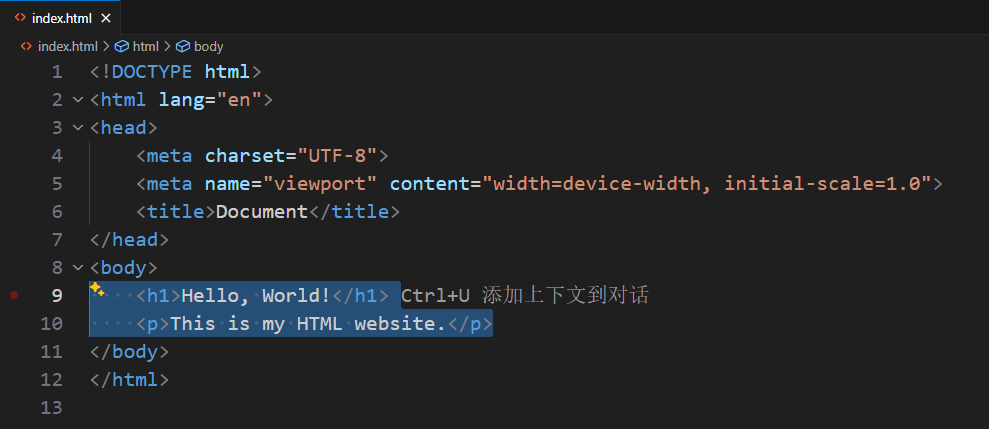 index.html
index.html > html > body
1 <!DOCTYPE html>
2 <html lang="en">
3 <head>
4     <meta charset="UTF-8">
5     <meta name="viewport" content="width=device-width, initial-scale=1.0">
6     <title>Document</title>
7 </head>
8 <body>
9     <h1>Hello, World!</h1> Ctrl+U 添加上下文到对话
10     <p>This is my HTML website.</p>
11 </body>
12 </html>
13